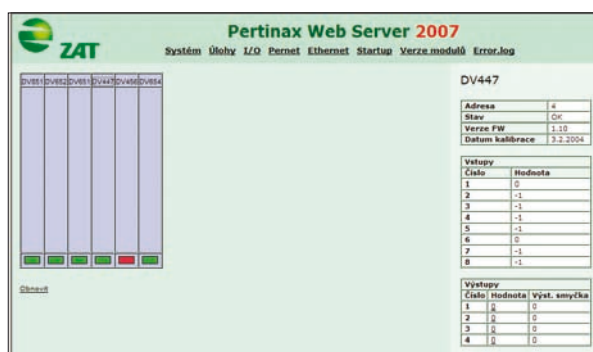 ZAT
Pertinax Web Server 2007
Systém Úlohy I/O Pernet Ethernet Startup Verze modulů Error.log
DV651 DV652 DV651 DV447 DV456 DV654
Obnovit
DV447
Adresa 4
Stav OK
Verze FW 1.10
Datum kalibrace 3.2.2004
Vstupy
Číslo Hodnota
1 0
2 -1
3 -1
4 -1
5 -1
6 0
7 -1
8 -1
Výstupy
Číslo Hodnota Výst. smyčka
1 0 0
2 0 0
3 0 0
4 0 0